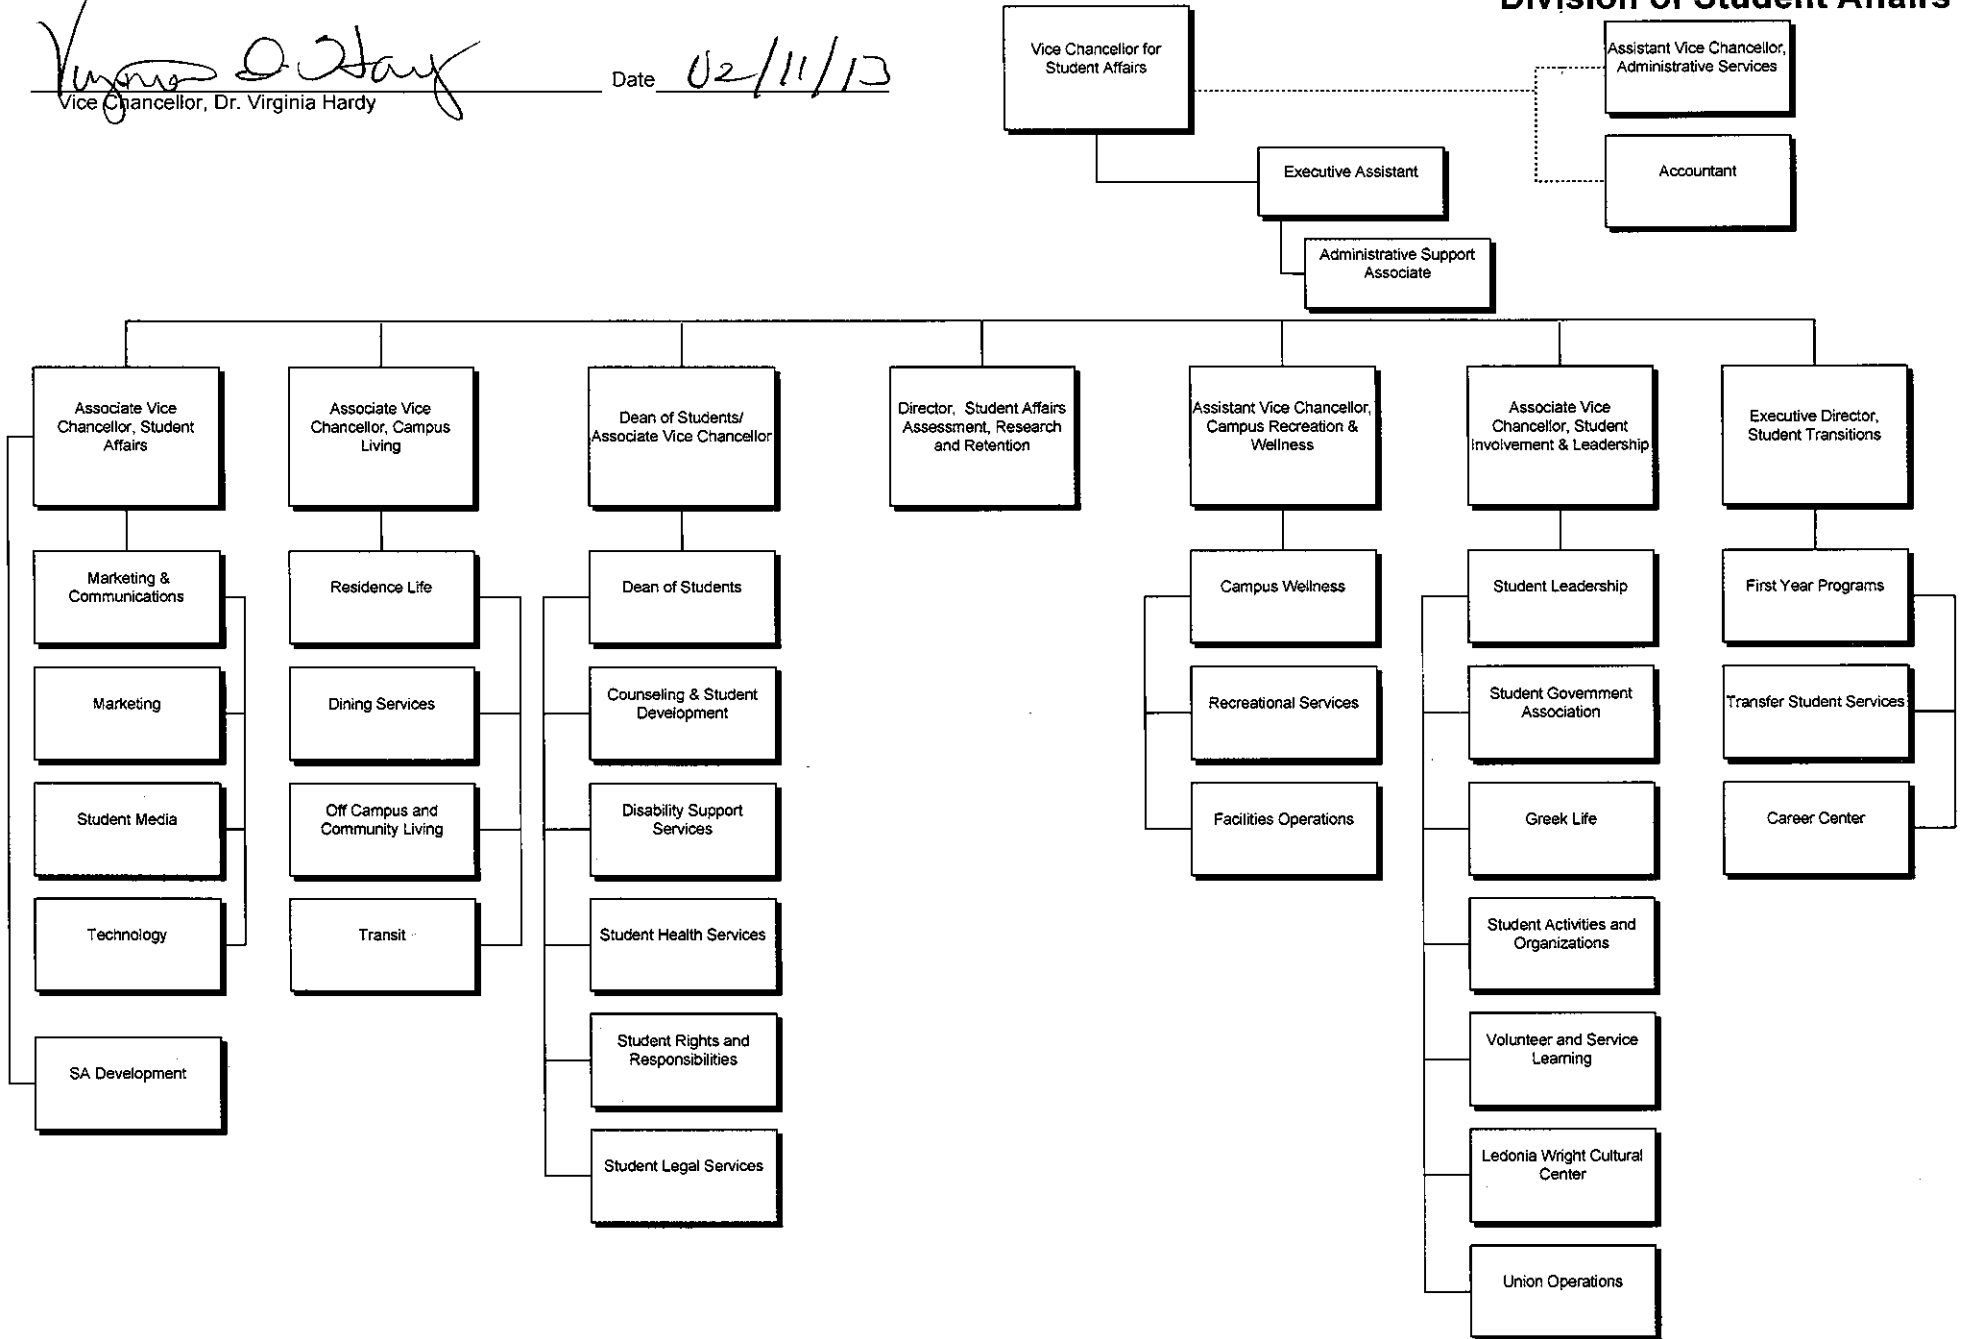 Division of Student Affairs
Virginia D. Hardy
Date 02/11/13
Vice Chancellor, Dr. Virginia Hardy
Vice Chancellor for
Student Affairs
Assistant Vice Chancellor,
Administrative Services
Executive Assistant
Accountant
Administrative Support
Associate
Associate Vice
Chancellor, Student
Affairs
Associate Vice
Chancellor, Campus
Living
Dean of Students/
Associate Vice Chancellor
Director, Student Affairs
Assessment, Research
and Retention
Assistant Vice Chancellor,
Campus Recreation &
Wellness
Associate Vice
Chancellor, Student
Involvement & Leadership
Executive Director,
Student Transitions
Marketing &
Communications
Residence Life
Dean of Students
Campus Wellness
Student Leadership
First Year Programs
Marketing
Dining Services
Counseling & Student
Development
Recreational Services
Student Government
Association
Transfer Student Services
Student Media
Off Campus and
Community Living
Disability Support
Services
Facilities Operations
Greek Life
Career Center
Technology
Transit
Student Health Services
Student Activities and
Organizations
SA Development
Student Rights and
Responsibilities
Volunteer and Service
Learning
Student Legal Services
Ledonia Wright Cultural
Center
Union Operations